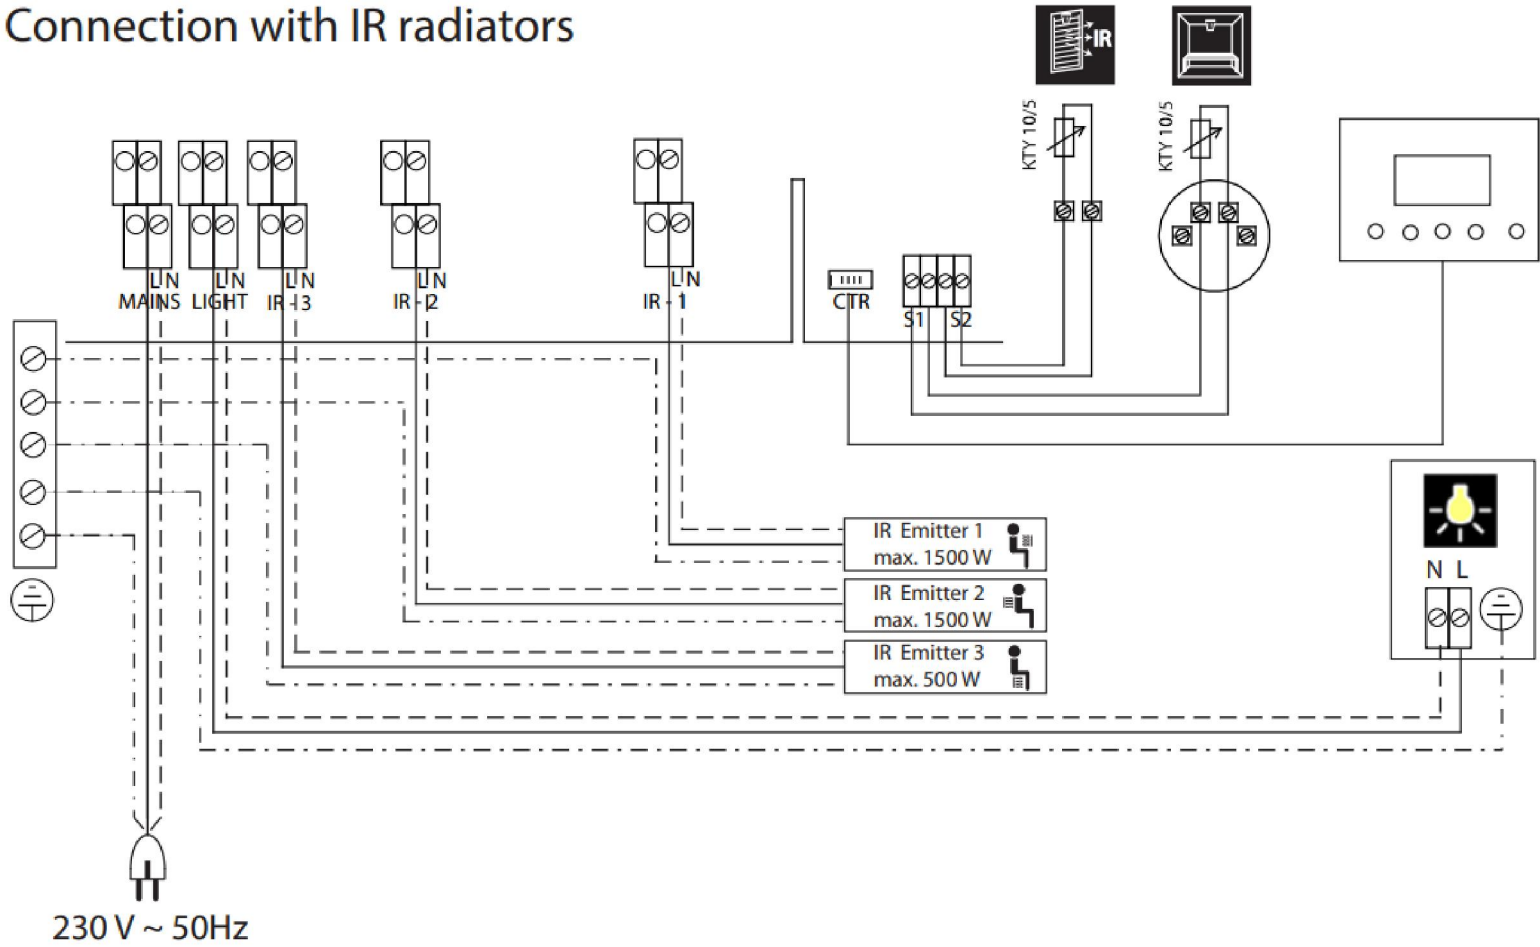 Connection with IR radiators
IR
KTY 10/5
KTY 10/5
L N
L N
L N
L N
L N
MAINS
LIGHT
IR - 3
IR - 2
IR - 1
CTR
S1
S2
IR Emitter 1
max. 1500 W
IR Emitter 2
max. 1500 W
IR Emitter 3
max. 500 W
N L
230 V ~ 50Hz